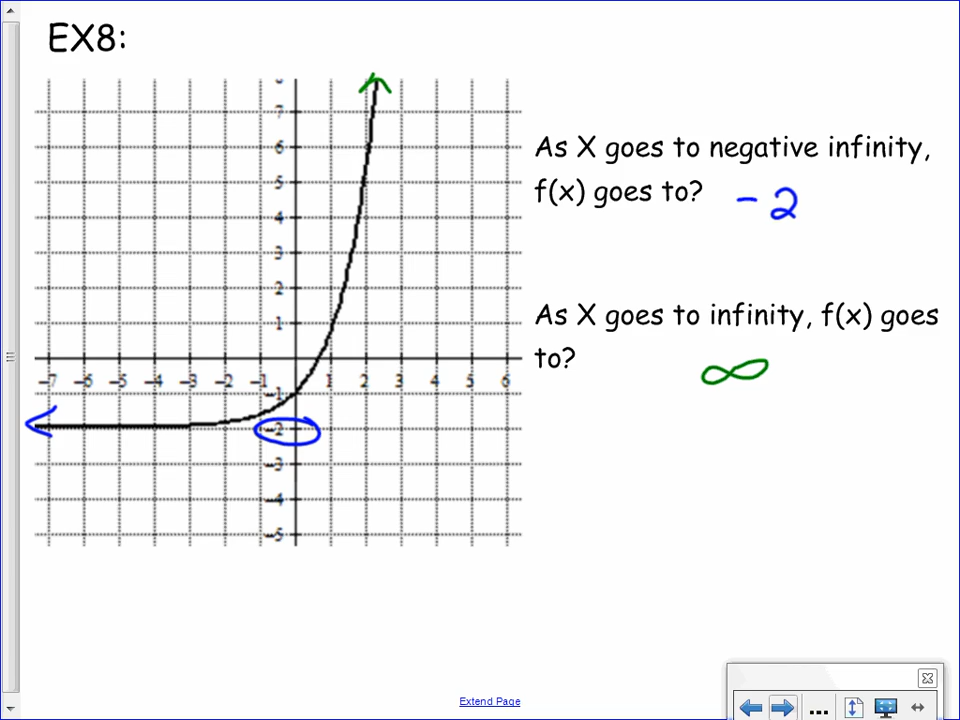 EX8:
As X goes to negative infinity,
f(x) goes to? -2
As X goes to infinity, f(x) goes
to? ∞
8
7
6
5
4
3
2
1
-7 -6 -5 -4 -3 -2 -1 1 2 3 4 5 6
-1
-2
-3
-4
-5
Extend Page
...